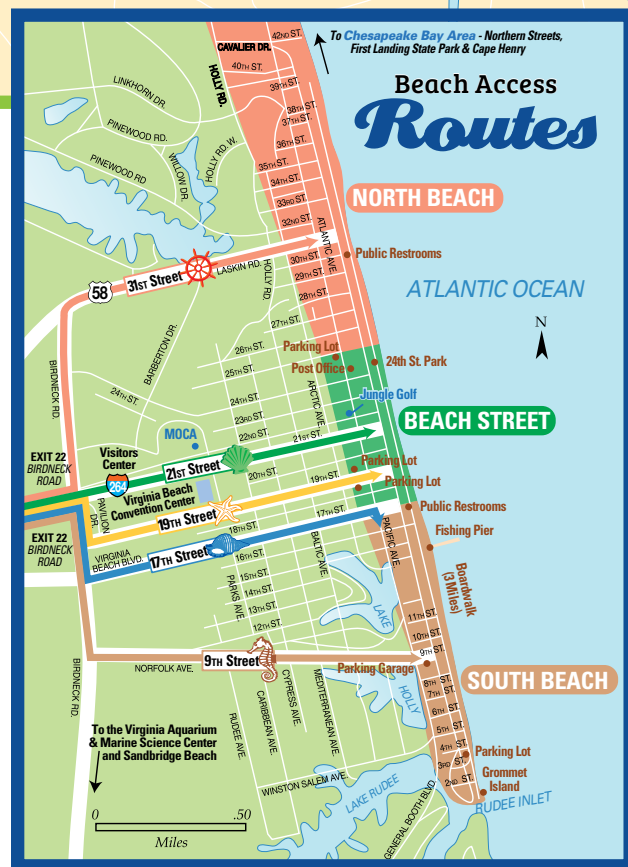 To Chesapeake Bay Area - Northern Streets,
First Landing State Park & Cape Henry
Beach Access
Routes
42ND ST.
CAVALIER DR.
40TH ST.
HOLLY RD.
39TH ST.
LINKHORN DR.
38TH ST.
37TH ST.
PINEWOOD RD.
36TH ST.
HOLLY RD. W.
WILLOW DR.
PINEWOOD RD.
35TH ST.
34TH ST.
NORTH BEACH
33RD ST.
32ND ST.
ATLANTIC AVE.
30TH ST.
Public Restrooms
LASKIN RD.
31ST Street
58
29TH ST.
HOLLY RD.
28TH ST.
ATLANTIC OCEAN
N
27TH ST.
BARBERTON DR.
26TH ST.
Parking Lot
25TH ST.
Post Office
24th St. Park
BIRDNECK RD.
24TH ST.
ARCTIC AVE.
24TH ST.
Jungle Golf
23RD ST.
22ND ST.
BEACH STREET
MOCA
21ST ST.
EXIT 22
BIRDNECK
ROAD
Visitors
Center
264
21ST Street
20TH ST.
Parking Lot
19TH ST.
Parking Lot
Virginia Beach
Convention Center
PAVILION
DR.
19TH Street
17TH ST.
Public Restrooms
18TH ST.
PACIFIC AVE.
Fishing Pier
EXIT 22
BIRDNECK
ROAD
VIRGINIA
BEACH BLVD.
17TH Street
16TH ST.
BALTIC AVE.
Boardwalk
(3 Miles)
15TH ST.
PARKS AVE.
14TH ST.
13TH ST.
LAKE
12TH ST.
11TH ST.
10TH ST.
9TH ST.
9TH Street
NORFOLK AVE.
Parking Garage
BIRDNECK RD.
8TH ST.
SOUTH BEACH
7TH ST.
HOLLY
6TH ST.
RUDEE AVE.
CARIBBEAN AVE.
CYPRESS AVE.
MEDITERRANEAN AVE.
5TH ST.
To the Virginia Aquarium
& Marine Science Center
and Sandbridge Beach
4TH ST.
Parking Lot
3RD ST.
2ND ST.
Grommet
Island
WINSTON SALEM AVE.
LAKE RUDEE
GENERAL BOOTH BLVD.
RUDEE INLET
0 .50
Miles